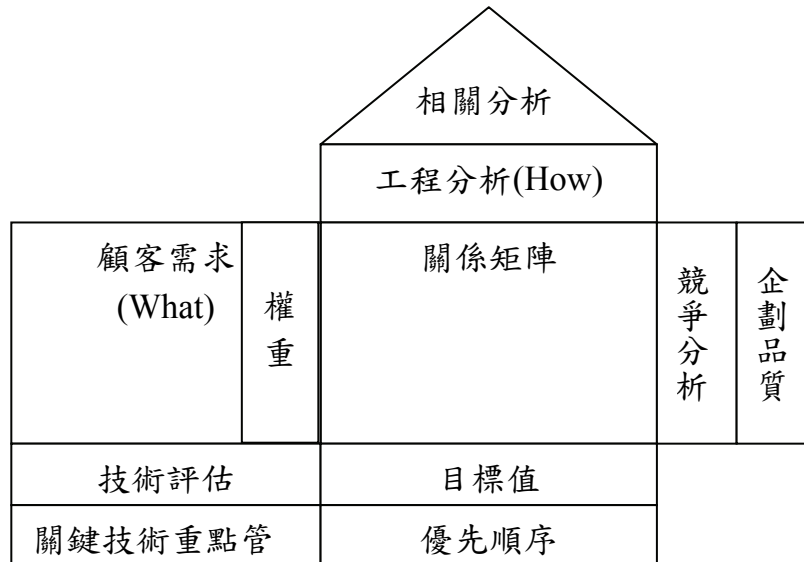 相關分析
工程分析(How)
顧客需求
(What)
權重
關係矩陣
競爭分析
企劃品質
技術評估
目標值
關鍵技術重點管
優先順序